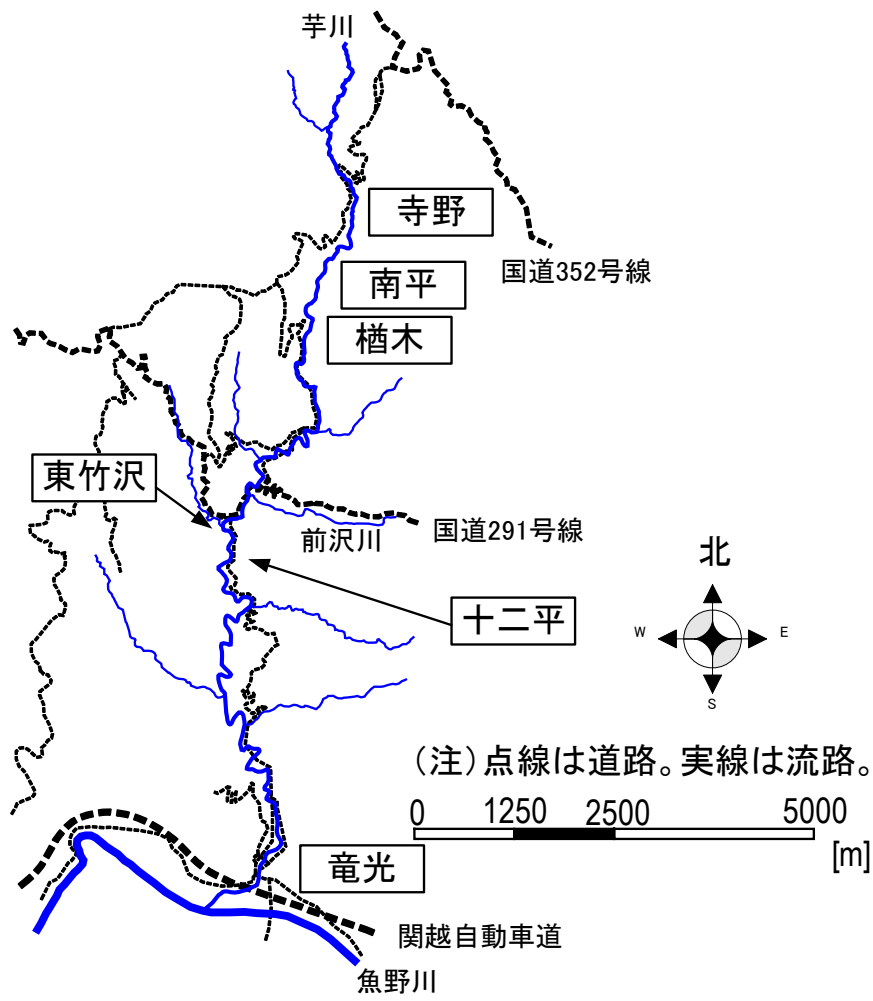 芋川
寺野
国道352号線
南平
楢木
東竹沢
前沢川
国道291号線
北
十二平
W
E
S
(注)点線は道路。実線は流路。
0 1250 2500 5000
[m]
竜光
関越自動車道
魚野川